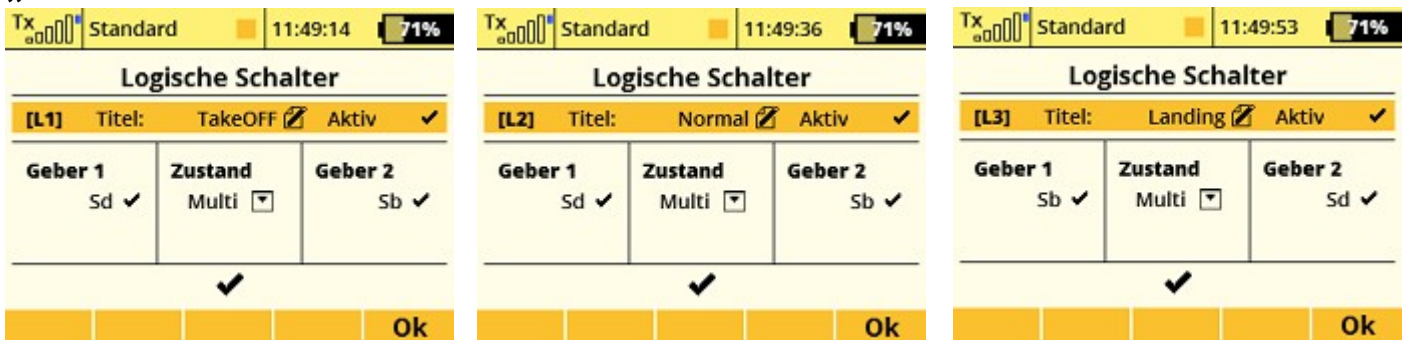 „
Tx Standard 11:49:14 71%
Logische Schalter
[L1] Titel: TakeOFF Aktiv ✔
Geber 1 Zustand Geber 2
Sd ✔ Multi Sb ✔
✔
Ok
Tx Standard 11:49:36 71%
Logische Schalter
[L2] Titel: Normal Aktiv ✔
Geber 1 Zustand Geber 2
Sd ✔ Multi Sb ✔
✔
Ok
Tx Standard 11:49:53 71%
Logische Schalter
[L3] Titel: Landing Aktiv ✔
Geber 1 Zustand Geber 2
Sb ✔ Multi Sd ✔
✔
Ok